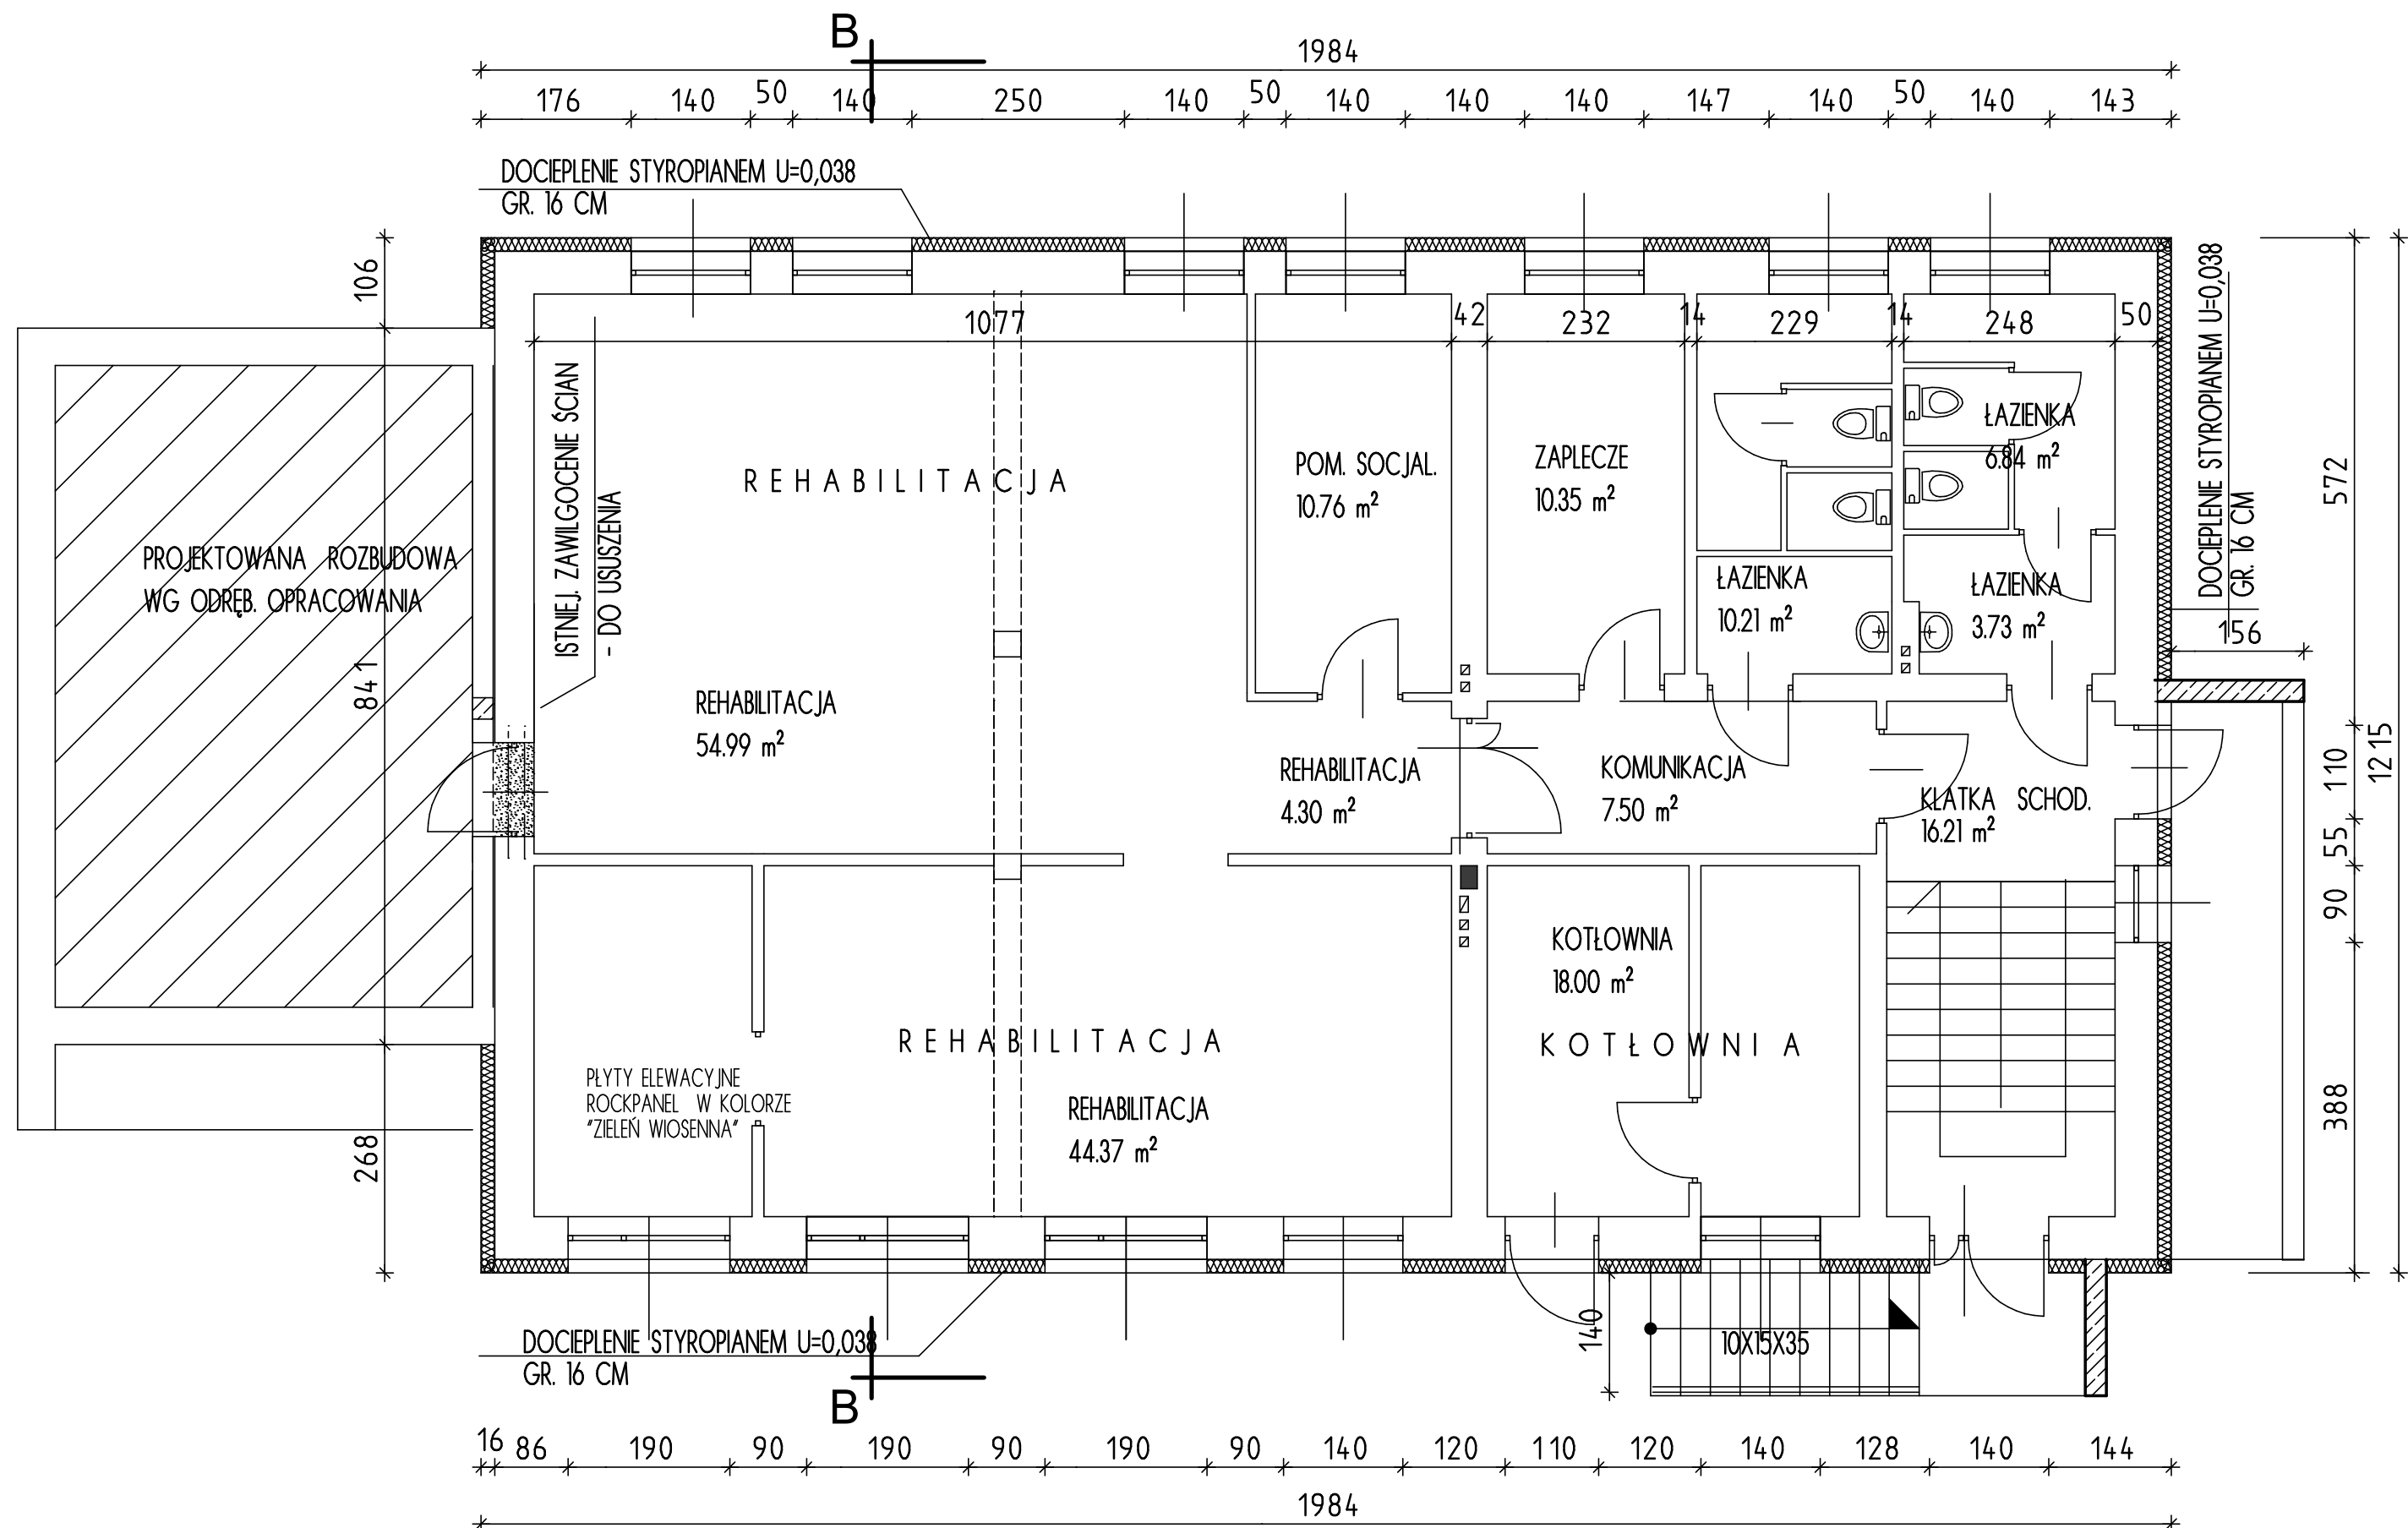 B
1984
176 140 50 140 250 140 50 140 140 140 147 140 50 140 143
DOCIEPLENIE STYROPIANEM U=0,038
GR. 16 CM
106
841
268
1077 42 232 14 229 14 248 50
ISTNIEJ. ZAWILGOCENIE ŚCIAN
- DO USUSZENIA
REHABILITACJA
POM. SOCJAL.
10.76 m²
ZAPLECZE
10.35 m²
ŁAZIENKA
6.84 m²
ŁAZIENKA
10.21 m²
ŁAZIENKA
3.73 m²
DOCIEPLENIE STYROPIANEM U=0,038
GR. 16 CM
156
572
110
55
90
388
1215
PROJEKTOWANA ROZBUDOWA
WG ODRĘB. OPRACOWANIA
REHABILITACJA
54.99 m²
REHABILITACJA
4.30 m²
KOMUNIKACJA
7.50 m²
KLATKA SCHOD.
16.21 m²
KOTŁOWNIA
18.00 m²
REHABILITACJA
KOTŁOWNIA
PŁYTY ELEWACYJNE
ROCKPANEL W KOLORZE
"ZIELEŃ WIOSENNA"
REHABILITACJA
44.37 m²
DOCIEPLENIE STYROPIANEM U=0,038
GR. 16 CM
140
10X15X35
B
16 86 190 90 190 90 190 90 140 120 110 120 140 128 140 144
1984